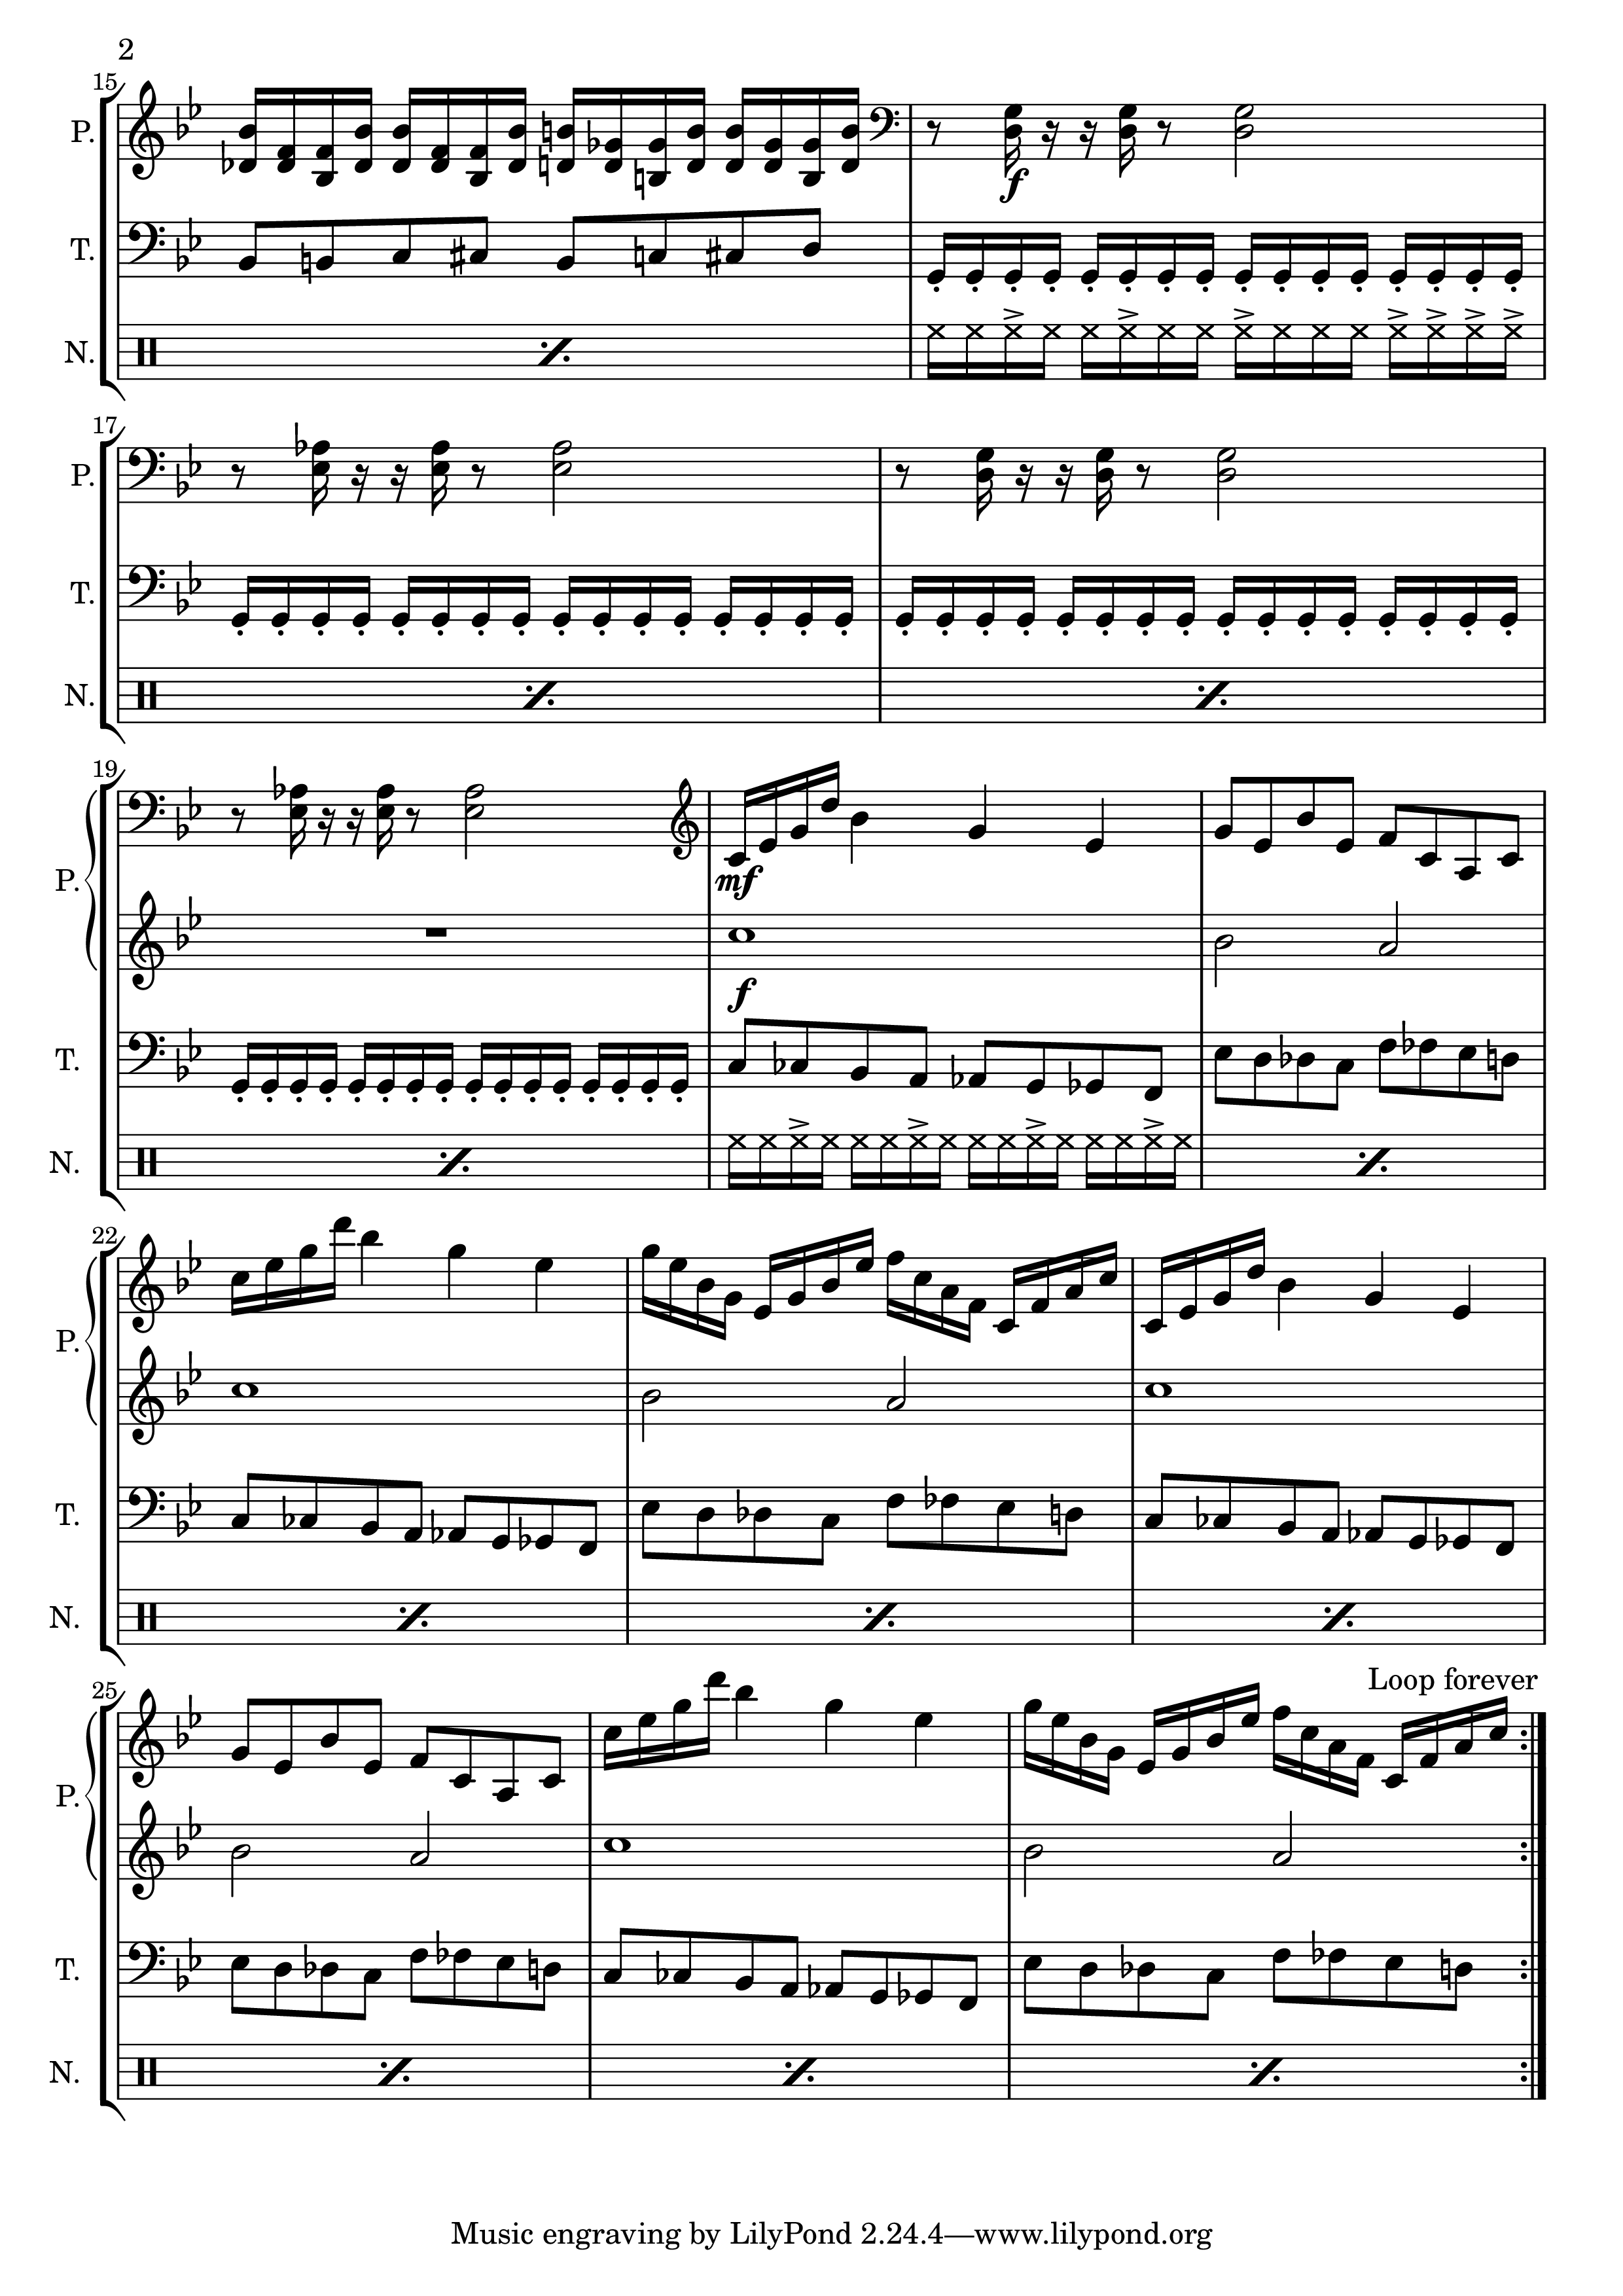 2
15
P.
f
T.
N.
17
P.
T.
N.
19
P.
mf
f
T.
N.
22
P.
T.
N.
Loop forever
25
P.
T.
N.
Music engraving by LilyPond 2.24.4—www.lilypond.org